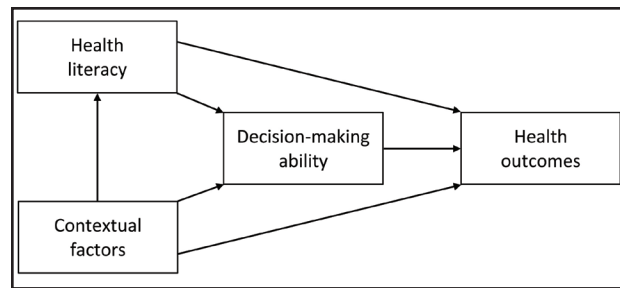 Health
literacy
Decision-making
ability
Health
outcomes
Contextual
factors